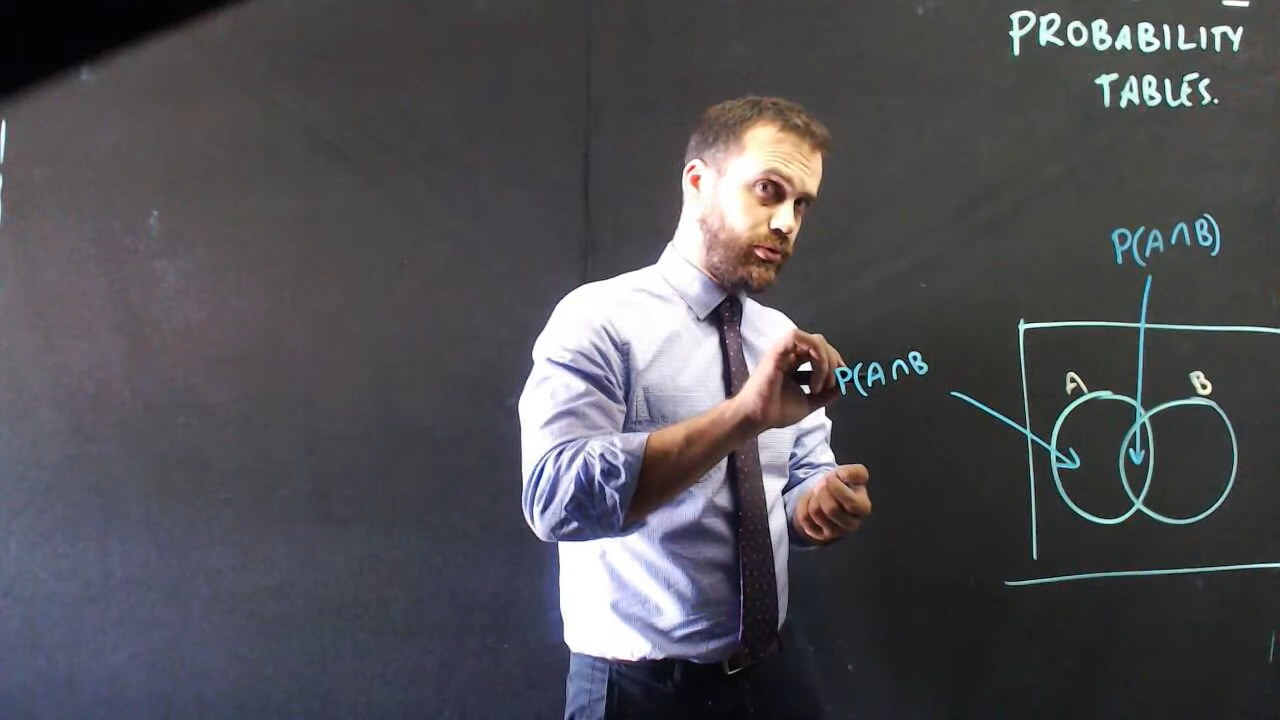 PROBABILITY
TABLES.
P(A∩B)
P(A∩B
A
B